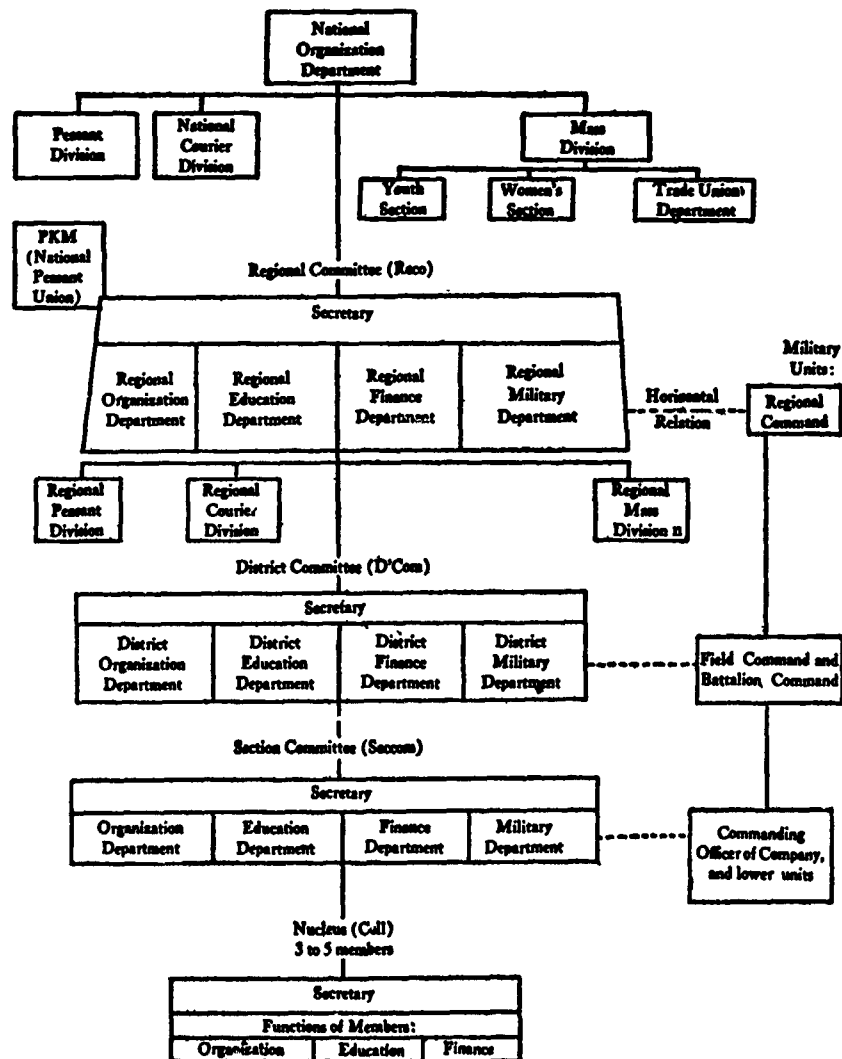 National
Organization
Department
Peasant
Division
National
Courier
Division
Mass
Division
Youth
Section
Women's
Section
Trade Union
Department
PKM
(National
Peasant
Union)
Regional Committee (Reco)
Secretary
Regional
Organization
Department
Regional
Education
Department
Regional
Finance
Department
Regional
Military
Department
Horizontal
Relation
Military
Units:
Regional
Command
Regional
Peasant
Division
Regional
Courier
Division
Regional
Mass
Division n
District Committee (D'Com)
Secretary
District
Organization
Department
District
Education
Department
District
Finance
Department
District
Military
Department
Field Command and
Battalion Command
Section Committee (Seccom)
Secretary
Organization
Department
Education
Department
Finance
Department
Military
Department
Commanding
Officer of Company,
and lower units
Nucleus (Cell)
3 to 5 members
Secretary
Functions of Members:
Organization
Education
Finance